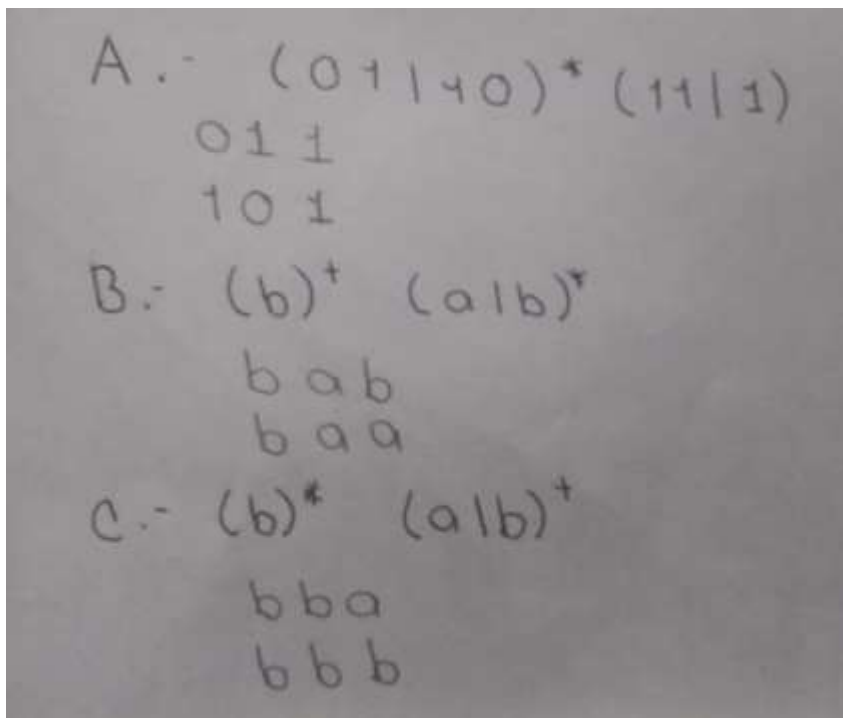 A.- (01|10)* (11|1)
011
101
B.- (b)+ (a|b)*
bab
baa
C.- (b)* (a|b)+
bba
bbb